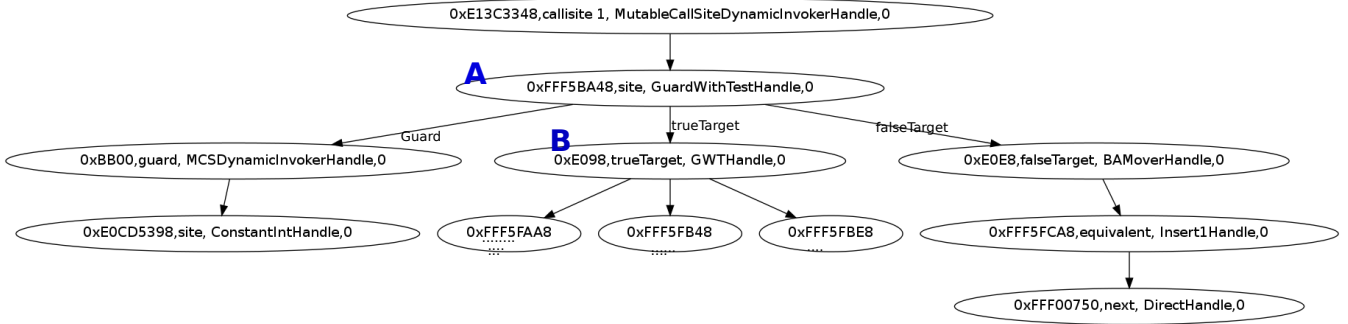 0xE13C3348,callisite 1, MutableCallSiteDynamicInvokerHandle,0
A
0xFFF5BA48,site, GuardWithTestHandle,0
Guard
trueTarget
falseTarget
B
0xBB00,guard, MCSDynamicInvokerHandle,0
0xE098,trueTarget, GWTHandle,0
0xE0E8,falseTarget, BAMoverHandle,0
0xE0CD5398,site, ConstantIntHandle,0
0xFFF5FAA8
0xFFF5FB48
0xFFF5FBE8
0xFFF5FCA8,equivalent, Insert1Handle,0
0xFFF00750,next, DirectHandle,0